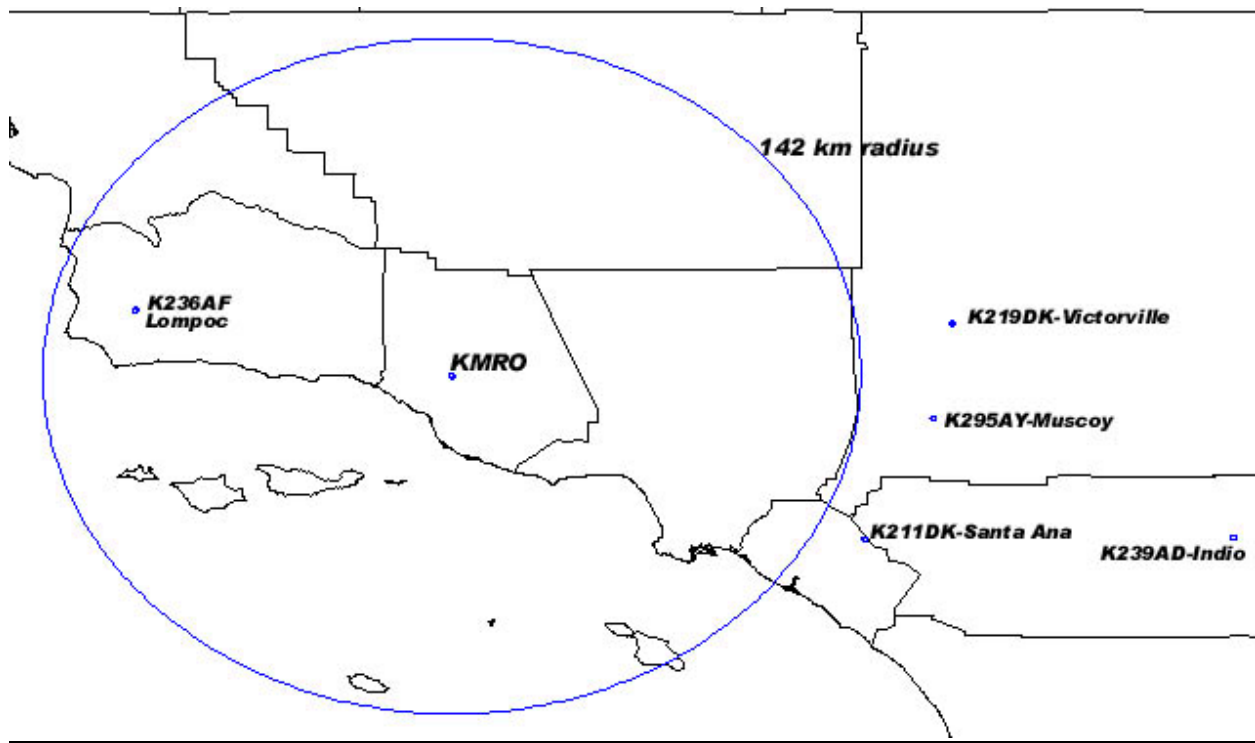 142 km radius
K236AF
Lompoc
K219DK-Victorville
KMRO
K295AY-Muscoy
K211DK-Santa Ana
K239AD-Indio